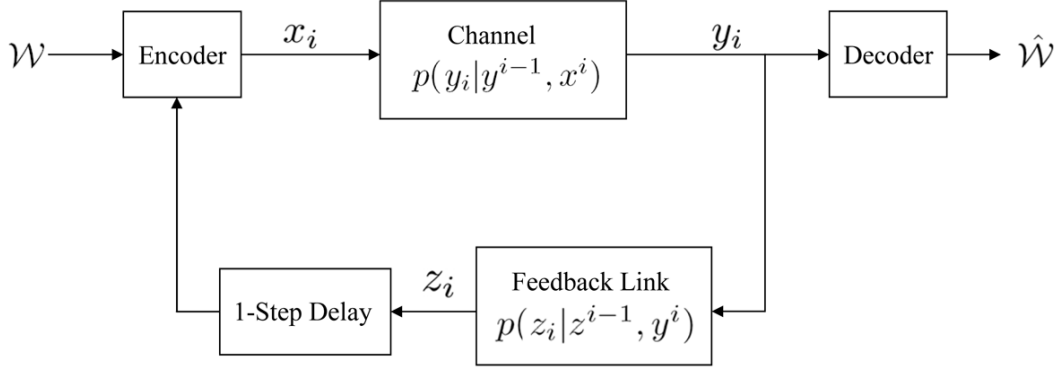 𝒲
Encoder
x_i
Channel
p(y_i|y^{i−1}, x^i)
y_i
Decoder
𝒲̂
1-Step Delay
z_i
Feedback Link
p(z_i|z^{i−1}, y^i)